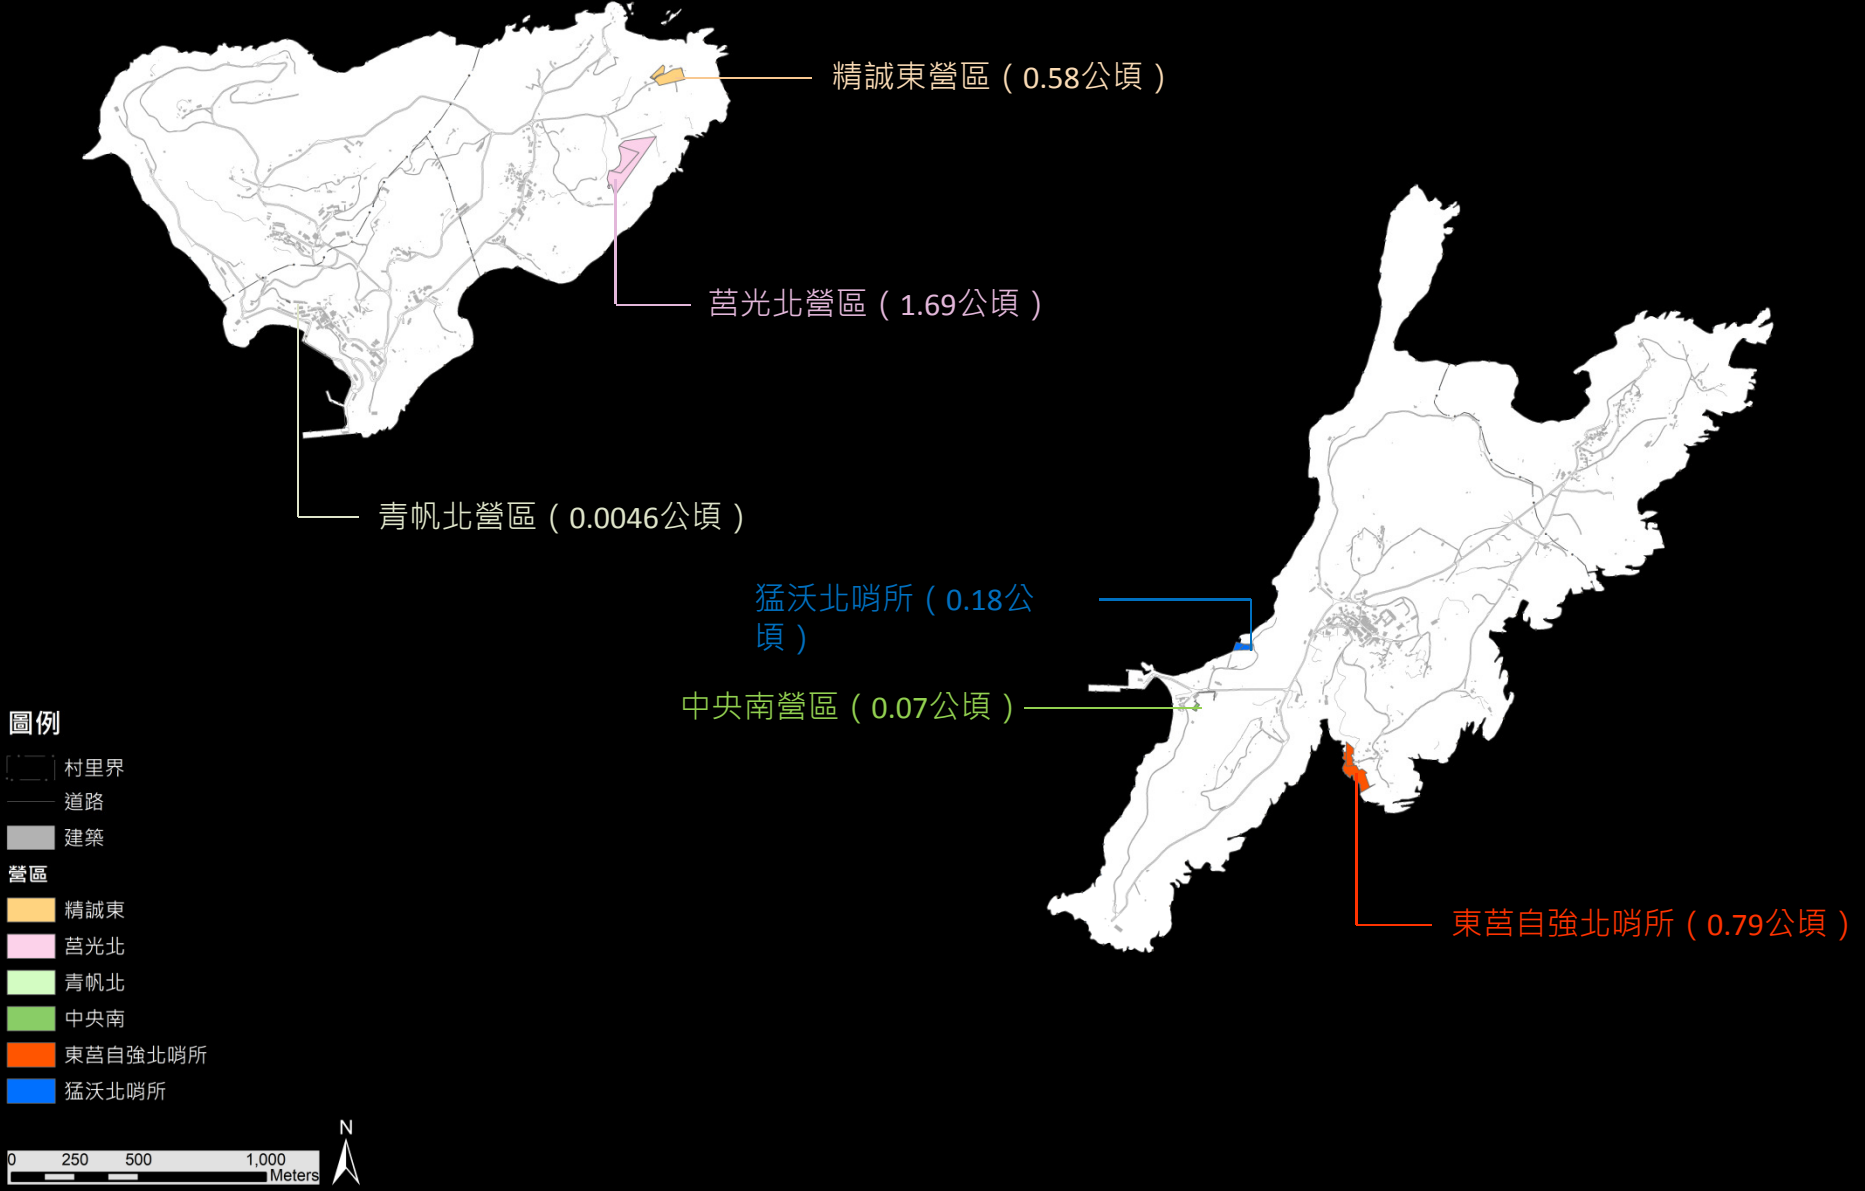 精誠東營區（0.58公頃）
莒光北營區（1.69公頃）
青帆北營區（0.0046公頃）
猛沃北哨所（0.18公
頃）
中央南營區（0.07公頃）
東莒自強北哨所（0.79公頃）
圖例
村里界
道路
建築
營區
精誠東
莒光北
青帆北
中央南
東莒自強北哨所
猛沃北哨所
N
0 250 500 1,000
Meters